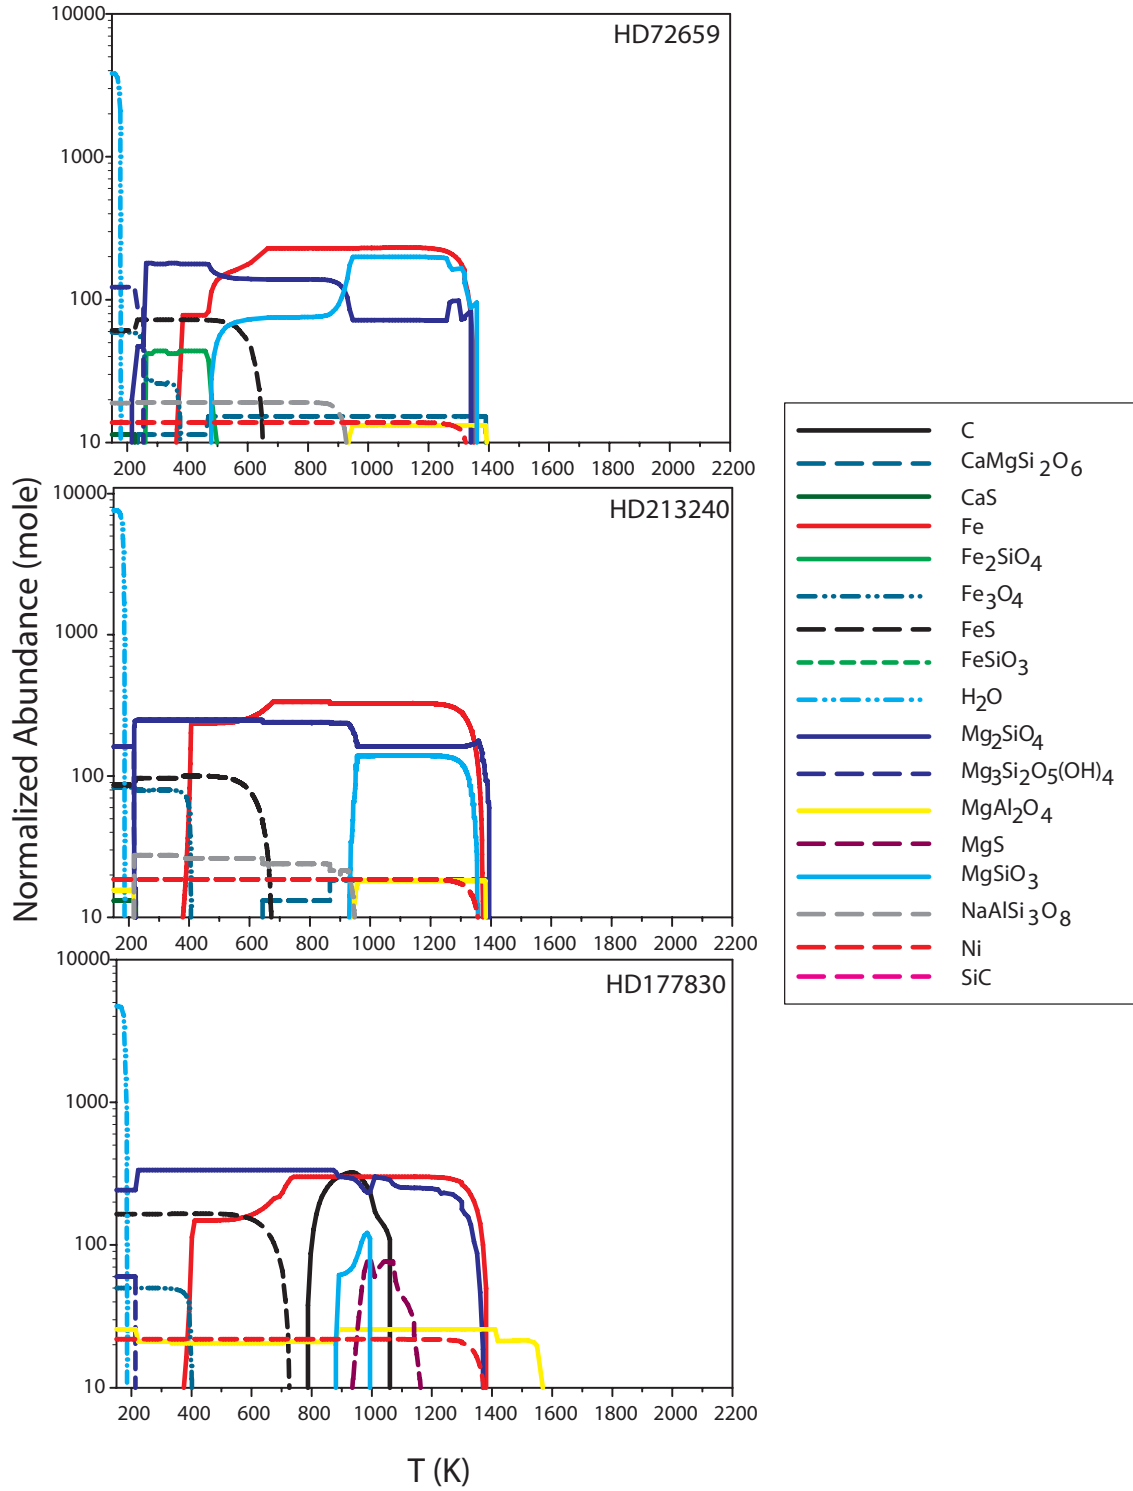 HD72659
10000
1000
100
10
200 400 600 800 1000 1200 1400 1600 1800 2000 2200
HD213240
10000
1000
100
10
200 400 600 800 1000 1200 1400 1600 1800 2000 2200
HD177830
10000
1000
100
10
200 400 600 800 1000 1200 1400 1600 1800 2000 2200
Normalized Abundance (mole)
T (K)
C
CaMgSi2O6
CaS
Fe
Fe2SiO4
Fe3O4
FeS
FeSiO3
H2O
Mg2SiO4
Mg3Si2O5(OH)4
MgAl2O4
MgS
MgSiO3
NaAlSi3O8
Ni
SiC